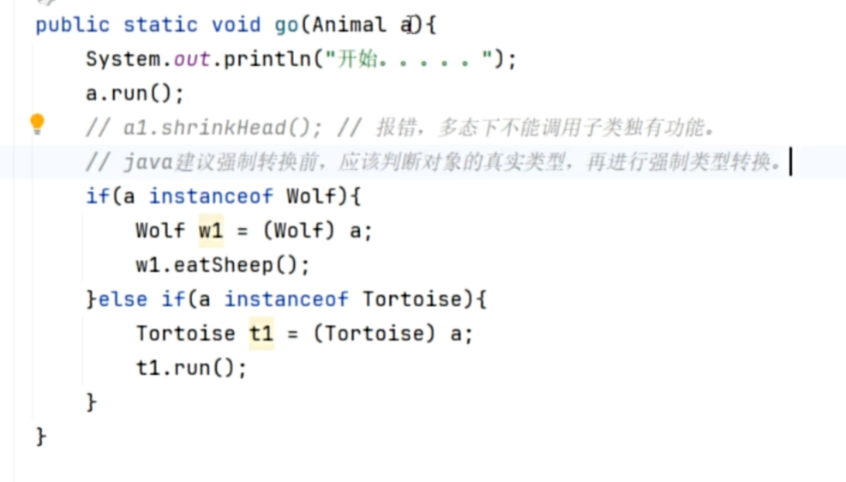 public static void go(Animal a){
System.out.println("开始。。。。。");
a.run();
// a1.shrinkHead(); // 报错，多态下不能调用子类独有功能。
// java建议强制转换前，应该判断对象的真实类型，再进行强制类型转换。
if(a instanceof Wolf){
Wolf w1 = (Wolf) a;
w1.eatSheep();
}else if(a instanceof Tortoise){
Tortoise t1 = (Tortoise) a;
t1.run();
}
}